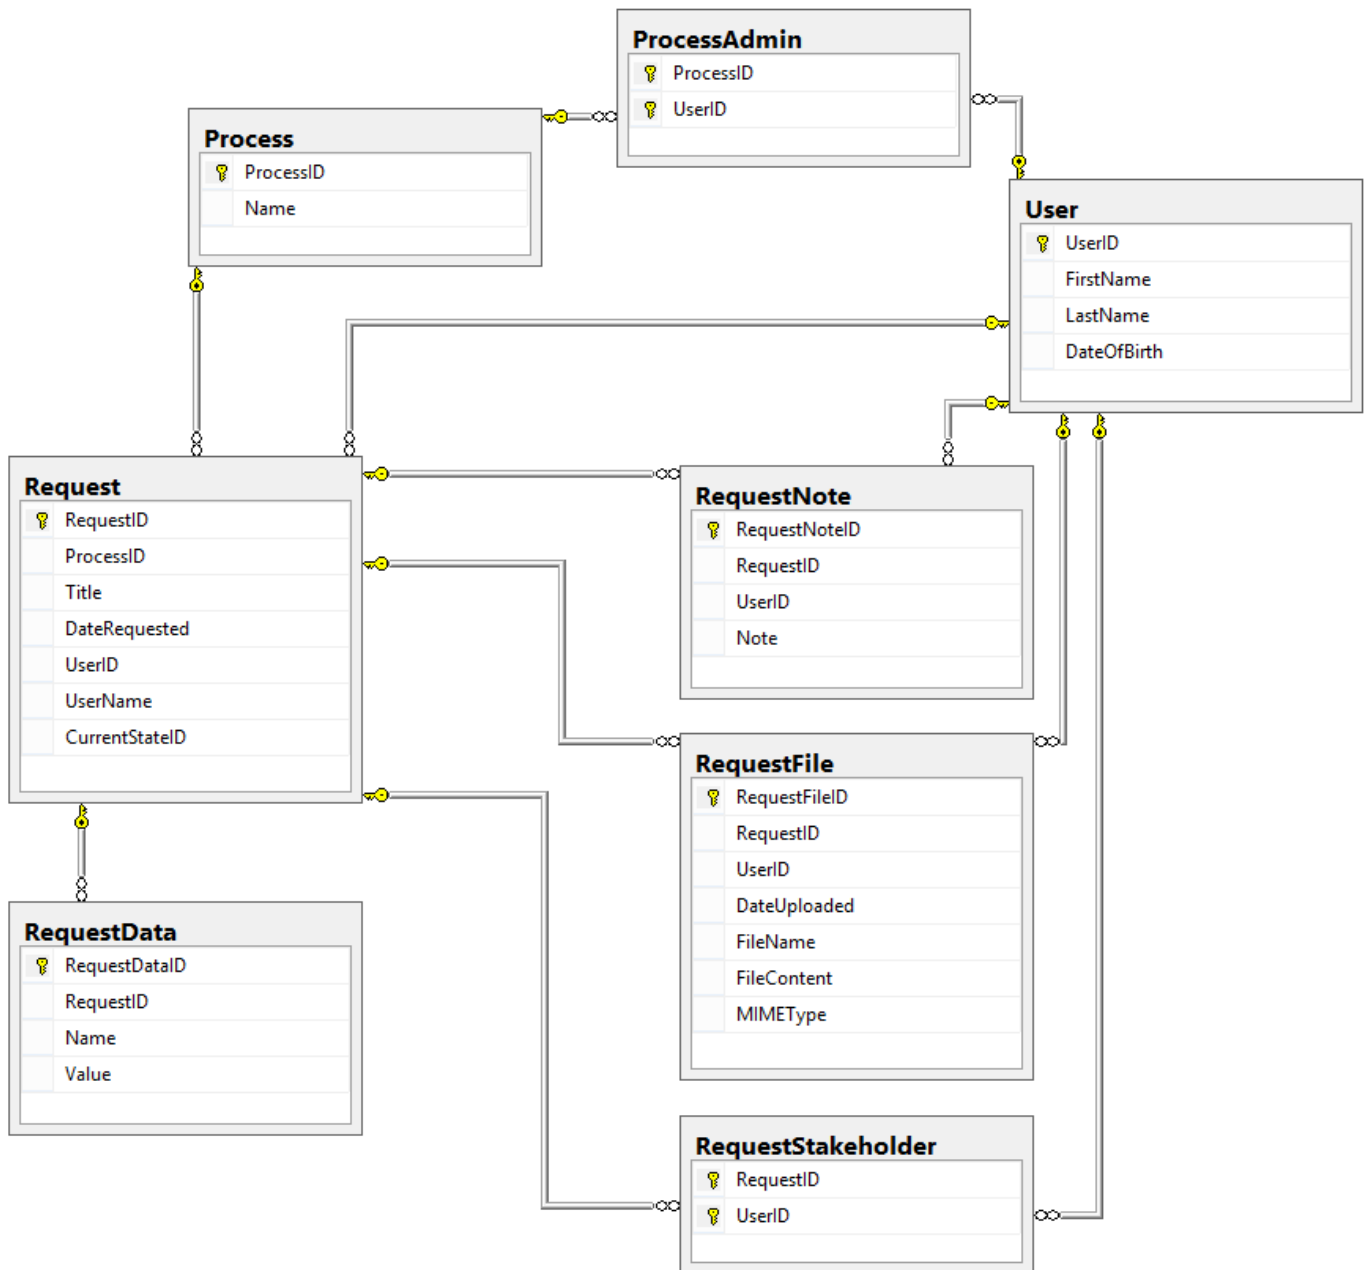 ProcessAdmin
ProcessID
UserID
Process
ProcessID
Name
User
UserID
FirstName
LastName
DateOfBirth
Request
RequestID
ProcessID
Title
DateRequested
UserID
UserName
CurrentStateID
RequestNote
RequestNoteID
RequestID
UserID
Note
RequestFile
RequestFileID
RequestID
UserID
DateUploaded
FileName
FileContent
MIMEType
RequestData
RequestDataID
RequestID
Name
Value
RequestStakeholder
RequestID
UserID